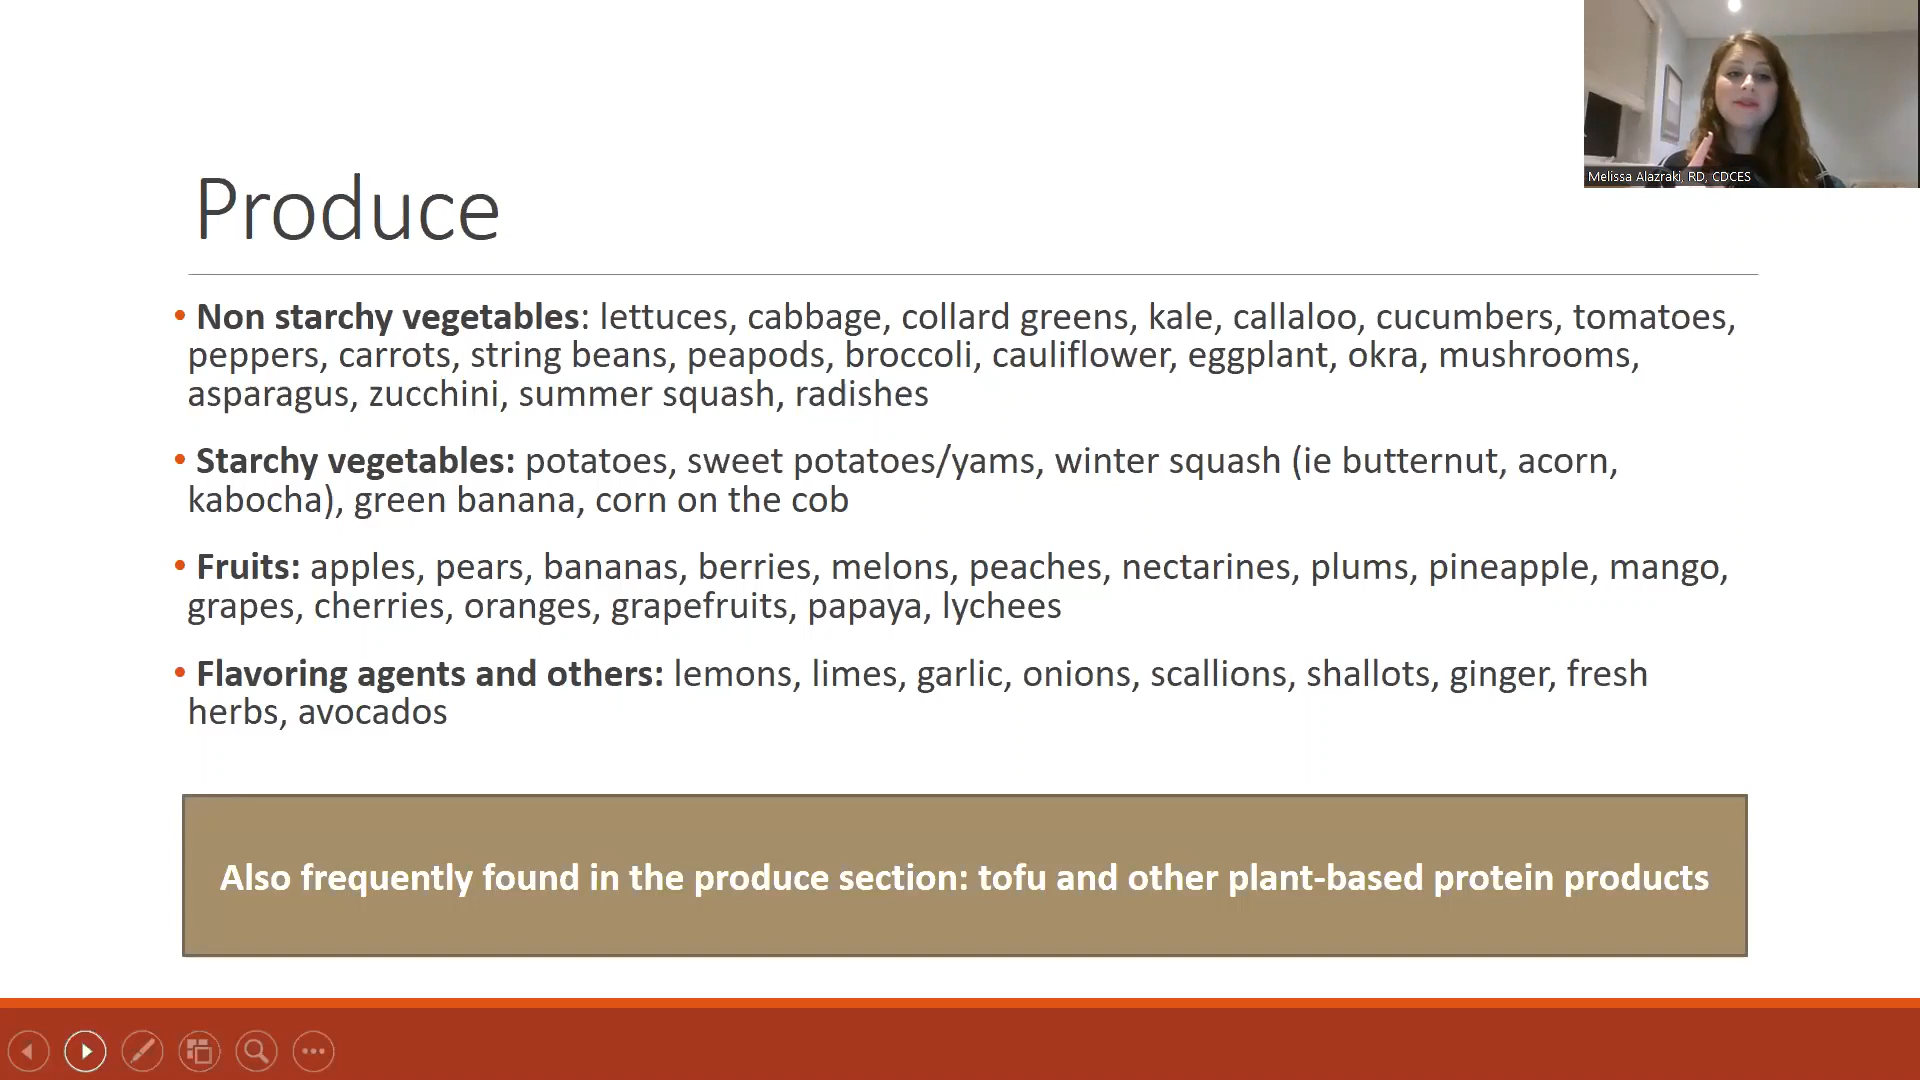 Melissa Alazraki, RD, CDCES
Produce
• Non starchy vegetables: lettuces, cabbage, collard greens, kale, callaloo, cucumbers, tomatoes,
peppers, carrots, string beans, peapods, broccoli, cauliflower, eggplant, okra, mushrooms,
asparagus, zucchini, summer squash, radishes
• Starchy vegetables: potatoes, sweet potatoes/yams, winter squash (ie butternut, acorn,
kabocha), green banana, corn on the cob
• Fruits: apples, pears, bananas, berries, melons, peaches, nectarines, plums, pineapple, mango,
grapes, cherries, oranges, grapefruits, papaya, lychees
• Flavoring agents and others: lemons, limes, garlic, onions, scallions, shallots, ginger, fresh
herbs, avocados
Also frequently found in the produce section: tofu and other plant-based protein products